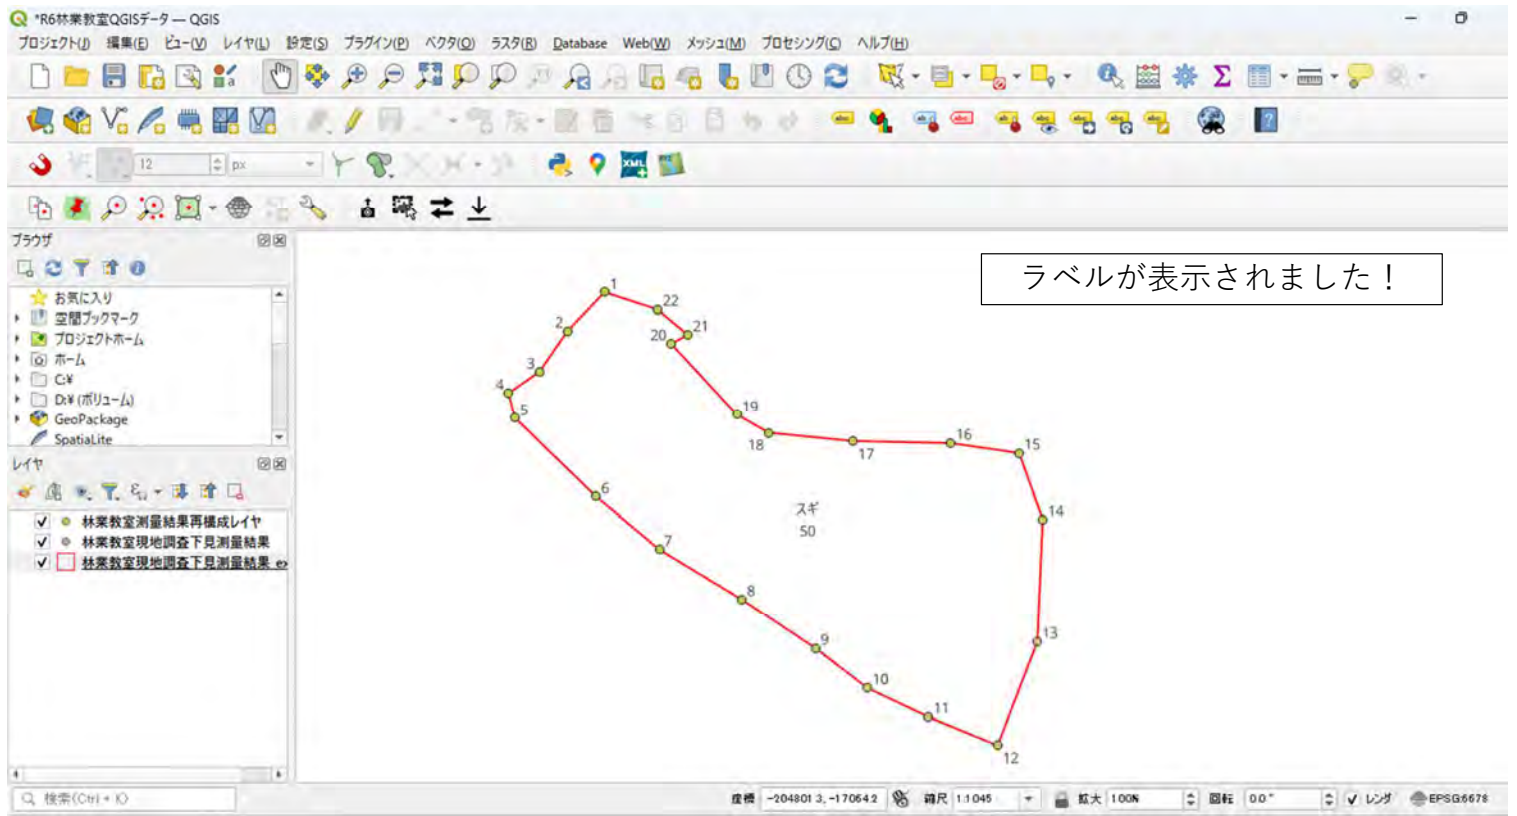 *R6林業教室QGISデータ — QGIS
プロジェクト(J) 編集(E) ビュー(V) レイヤ(L) 設定(S) プラグイン(P) ベクタ(O) ラスタ(R) Database Web(W) メッシュ(M) プロセシング(C) ヘルプ(H)
12 px
ブラウザ
お気に入り
空間ブックマーク
プロジェクトホーム
ホーム
C:¥
D:¥ (ボリューム)
GeoPackage
SpatiaLite
レイヤ
林業教室測量結果再構成レイヤ
林業教室現地調査下見測量結果
林業教室現地調査下見測量結果
ラベルが表示されました！
1
22
2
21
20
3
4
5
19
18
17
16
15
6
スギ
50
14
7
8
9
13
10
11
12
検索(Ctrl + K)
座標 -204801 3, -17064 2 縮尺 1:1045 拡大 100% 回転 0.0 ° レンダ EPSG:6678